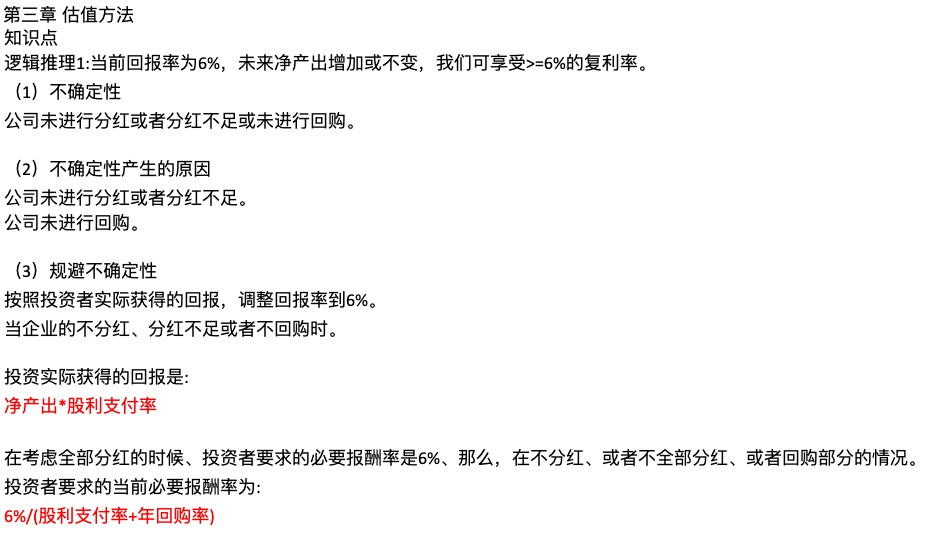 第三章 估值方法
知识点
逻辑推理1:当前回报率为6%，未来净产出增加或不变，我们可享受>=6%的复利率。
（1）不确定性
公司未进行分红或者分红不足或未进行回购。
（2）不确定性产生的原因
公司未进行分红或者分红不足。
公司未进行回购。
（3）规避不确定性
按照投资者实际获得的回报，调整回报率到6%。
当企业的不分红、分红不足或者不回购时。
投资实际获得的回报是:
净产出*股利支付率
在考虑全部分红的时候、投资者要求的必要报酬率是6%、那么，在不分红、或者不全部分红、或者回购部分的情况。
投资者要求的当前必要报酬率为:
6%/(股利支付率+年回购率)